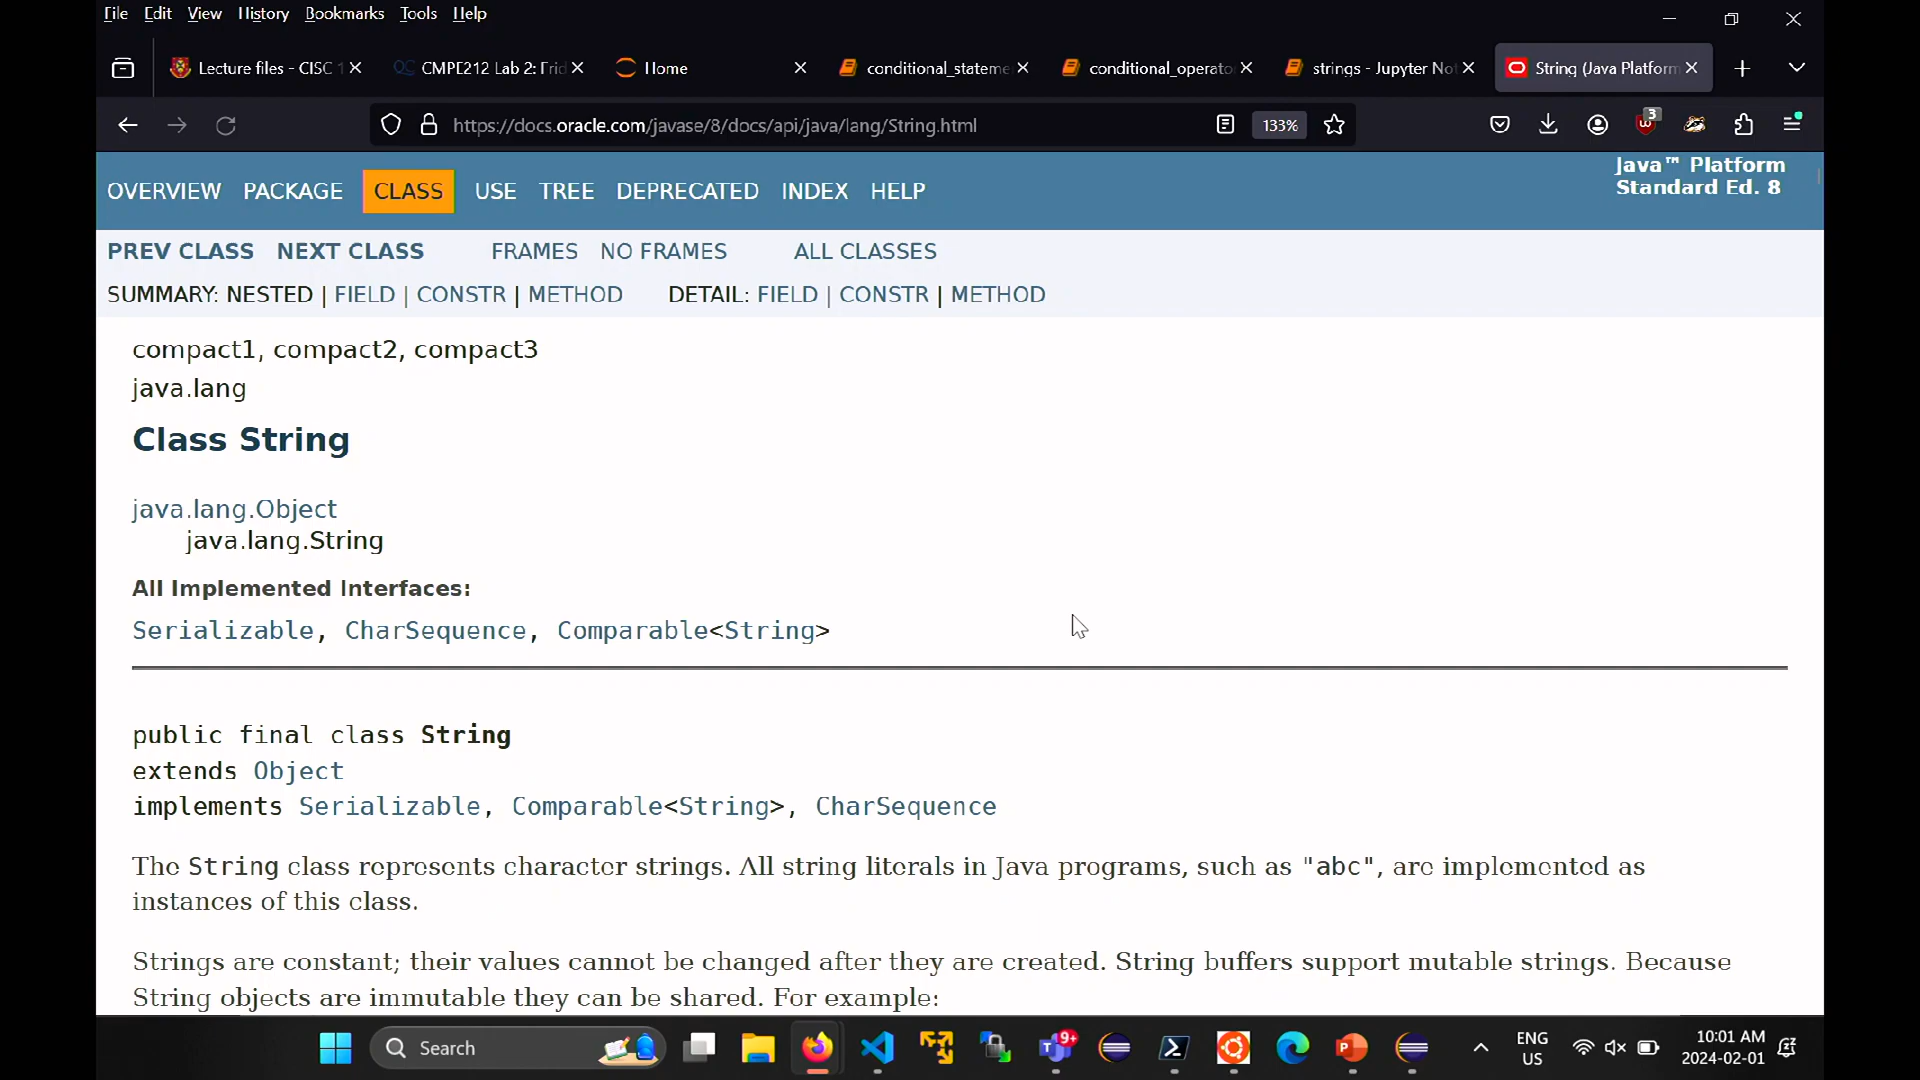 File Edit View History Bookmarks Tools Help
Lecture files - CISC 1 CMPE212 Lab 2: Frid Home conditional_stateme conditional_operato strings - Jupyter Not String (Java Platform
https://docs.oracle.com/javase/8/docs/api/java/lang/String.html 133% 3
OVERVIEW PACKAGE CLASS USE TREE DEPRECATED INDEX HELP
Java™ Platform
Standard Ed. 8
PREV CLASS NEXT CLASS FRAMES NO FRAMES ALL CLASSES
SUMMARY: NESTED | FIELD | CONSTR | METHOD DETAIL: FIELD | CONSTR | METHOD
compact1, compact2, compact3
java.lang
Class String
java.lang.Object
java.lang.String
All Implemented Interfaces:
Serializable, CharSequence, Comparable<String>
public final class String
extends Object
implements Serializable, Comparable<String>, CharSequence
The String class represents character strings. All string literals in Java programs, such as "abc", are implemented as
instances of this class.
Strings are constant; their values cannot be changed after they are created. String buffers support mutable strings. Because
String objects are immutable they can be shared. For example:
Search 9+ ENG
US
10:01 AM
2024-02-01